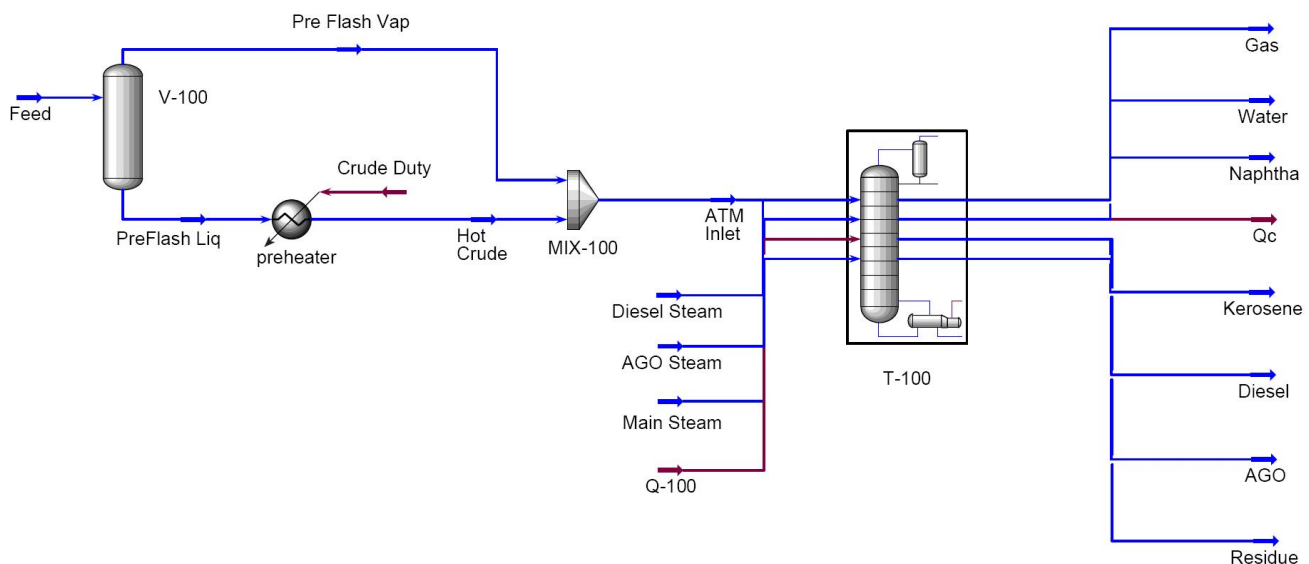 Pre Flash Vap
Gas
V-100
Feed
Water
Crude Duty
Naphtha
PreFlash Liq
preheater
Hot
Crude
MIX-100
ATM
Inlet
Qc
Diesel Steam
Kerosene
AGO Steam
T-100
Diesel
Main Steam
Q-100
AGO
Residue